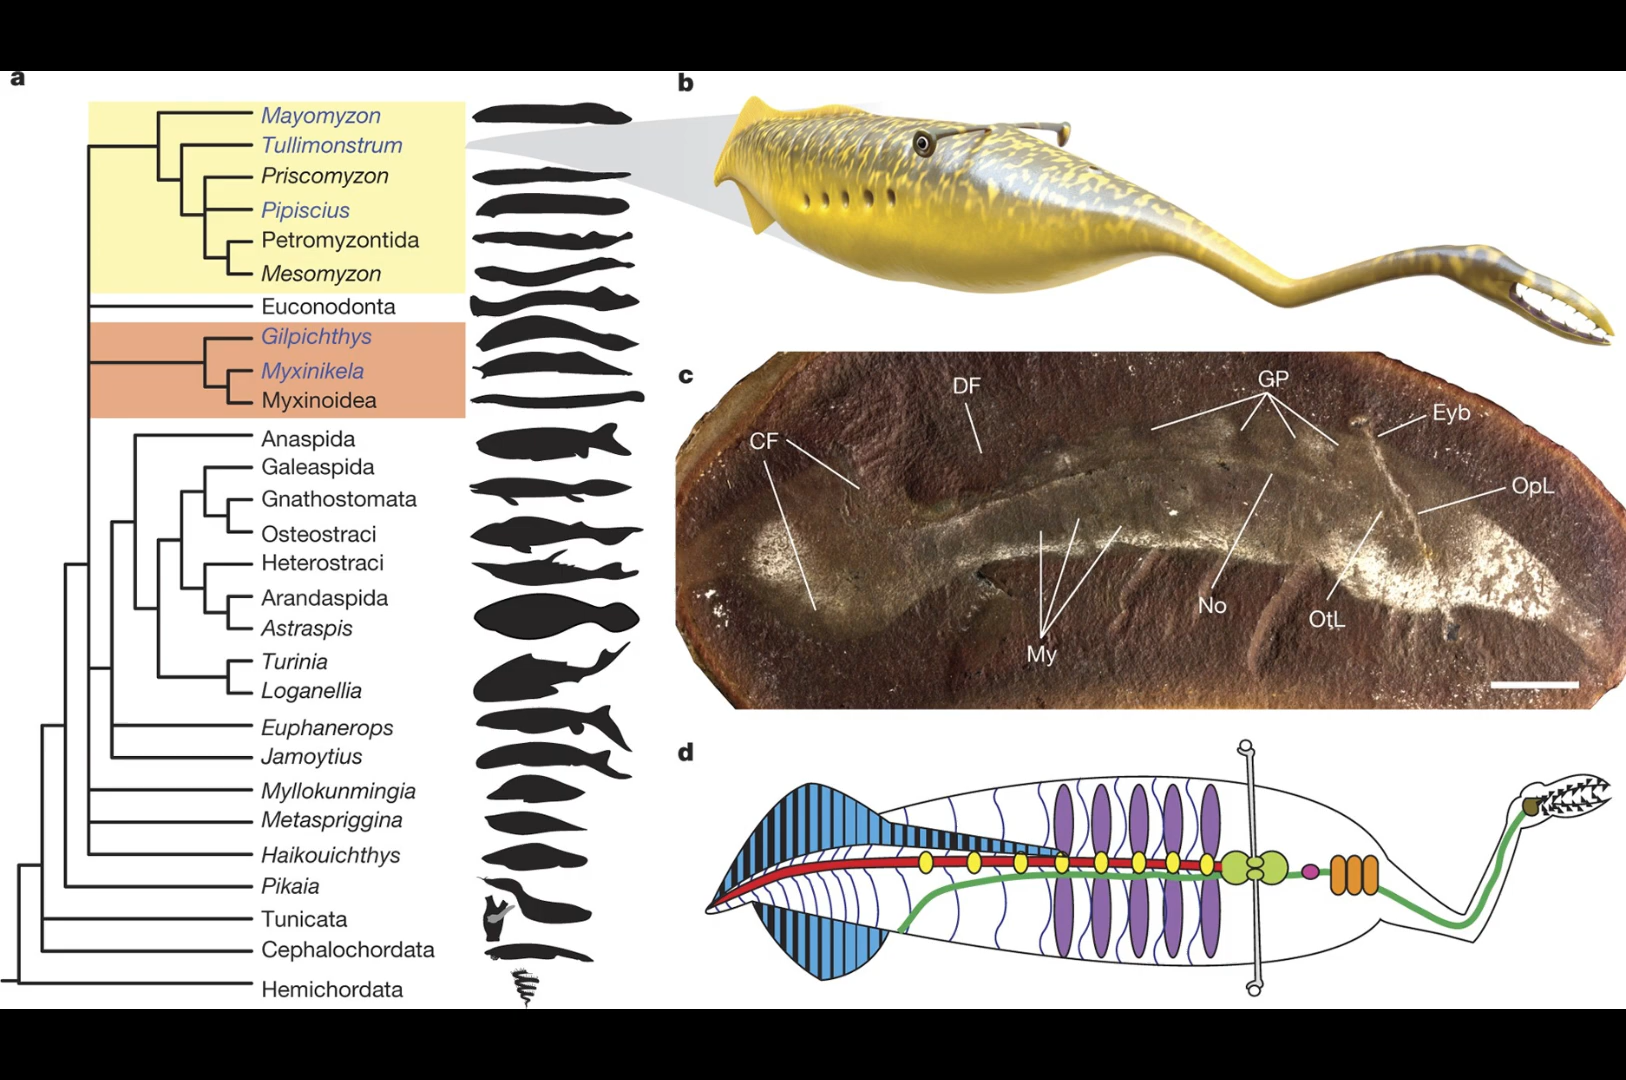 a
Mayomyzon
Tullimonstrum
Priscomyzon
Pipiscius
Petromyzontida
Mesomyzon
Euconodonta
Gilpichthys
Myxinikela
Myxinoidea
Anaspida
Galeaspida
Gnathostomata
Osteostraci
Heterostraci
Arandaspida
Astraspis
Turinia
Loganellia
Euphanerops
Jamoytius
Myllokunmingia
Metaspriggina
Haikouichthys
Pikaia
Tunicata
Cephalochordata
Hemichordata
b
c
DF
GP
CF
Eyb
OpL
No
OtL
My
d